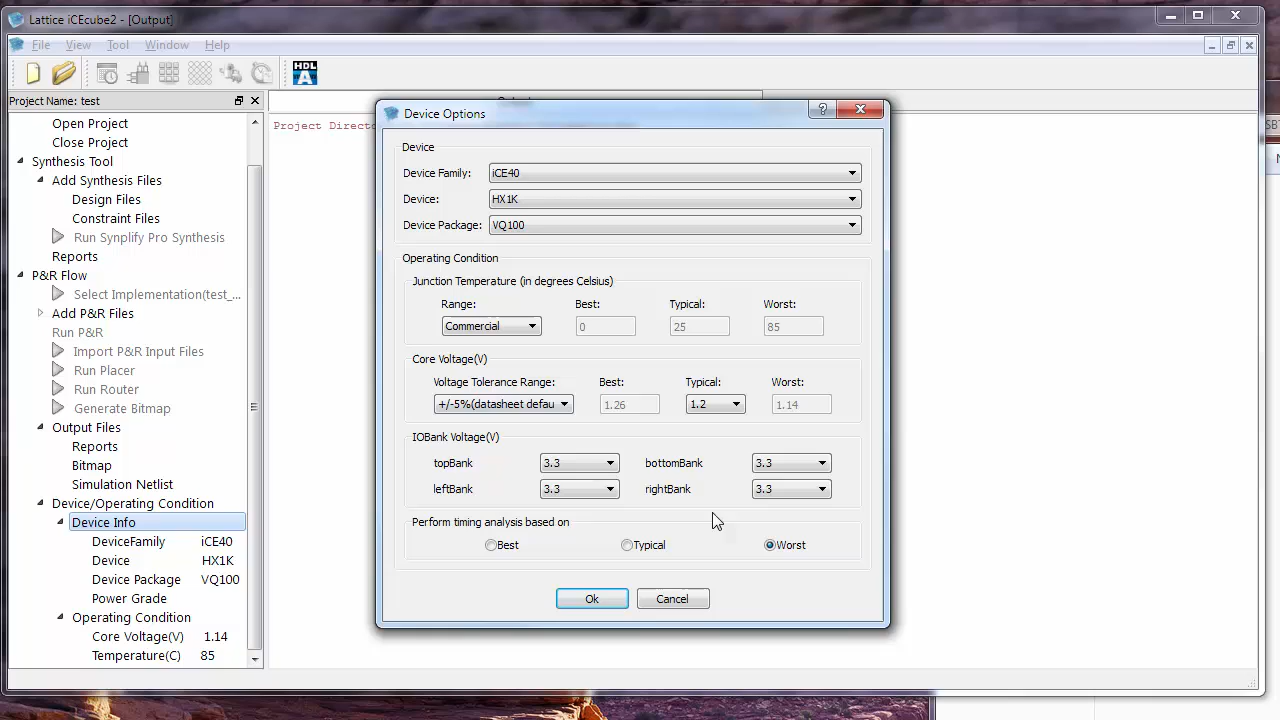 Lattice iCEcube2 - [Output]
File View Tool Window Help
HDL
A
Project Name: test
Open Project
Close Project
Synthesis Tool
Add Synthesis Files
Design Files
Constraint Files
Run Synplify Pro Synthesis
Reports
P&R Flow
Select Implementation(test_...
Add P&R Files
Run P&R
Import P&R Input Files
Run Placer
Run Router
Generate Bitmap
Output Files
Reports
Bitmap
Simulation Netlist
Device/Operating Condition
Device Info
DeviceFamily iCE40
Device HX1K
Device Package VQ100
Power Grade
Operating Condition
Core Voltage(V) 1.14
Temperature(C) 85
Project Directo
Device Options
?
Device
Device Family: iCE40
Device: HX1K
Device Package: VQ100
Operating Condition
Junction Temperature (in degrees Celsius)
Range: Best: Typical: Worst:
Commercial 0 25 85
Core Voltage(V)
Voltage Tolerance Range: Best: Typical: Worst:
+/-5%(datasheet defau 1.26 1.2 1.14
IOBank Voltage(V)
topBank 3.3 bottomBank 3.3
leftBank 3.3 rightBank 3.3
Perform timing analysis based on
Best Typical Worst
Ok Cancel